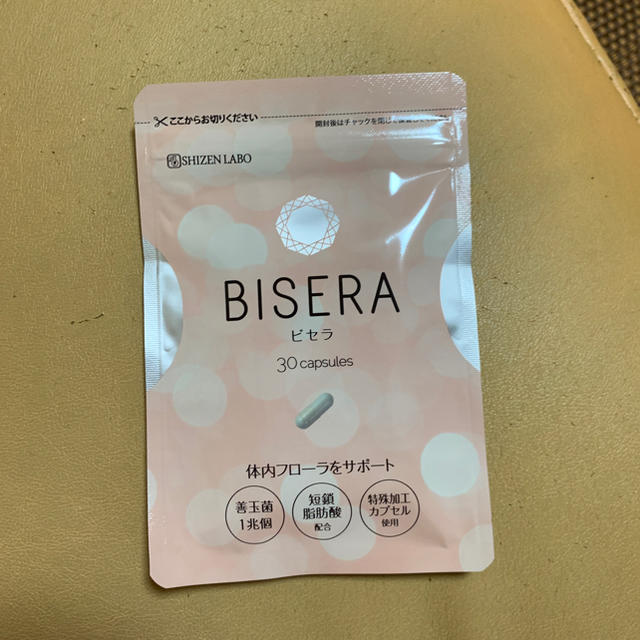 ここからお切りください
開封後はチャックを閉じ
SHIZEN LABO
BISERA
ビセラ
30 capsules
体内フローラをサポート
善玉菌
1兆個
短鎖
脂肪酸
配合
特殊加工
カプセル
使用